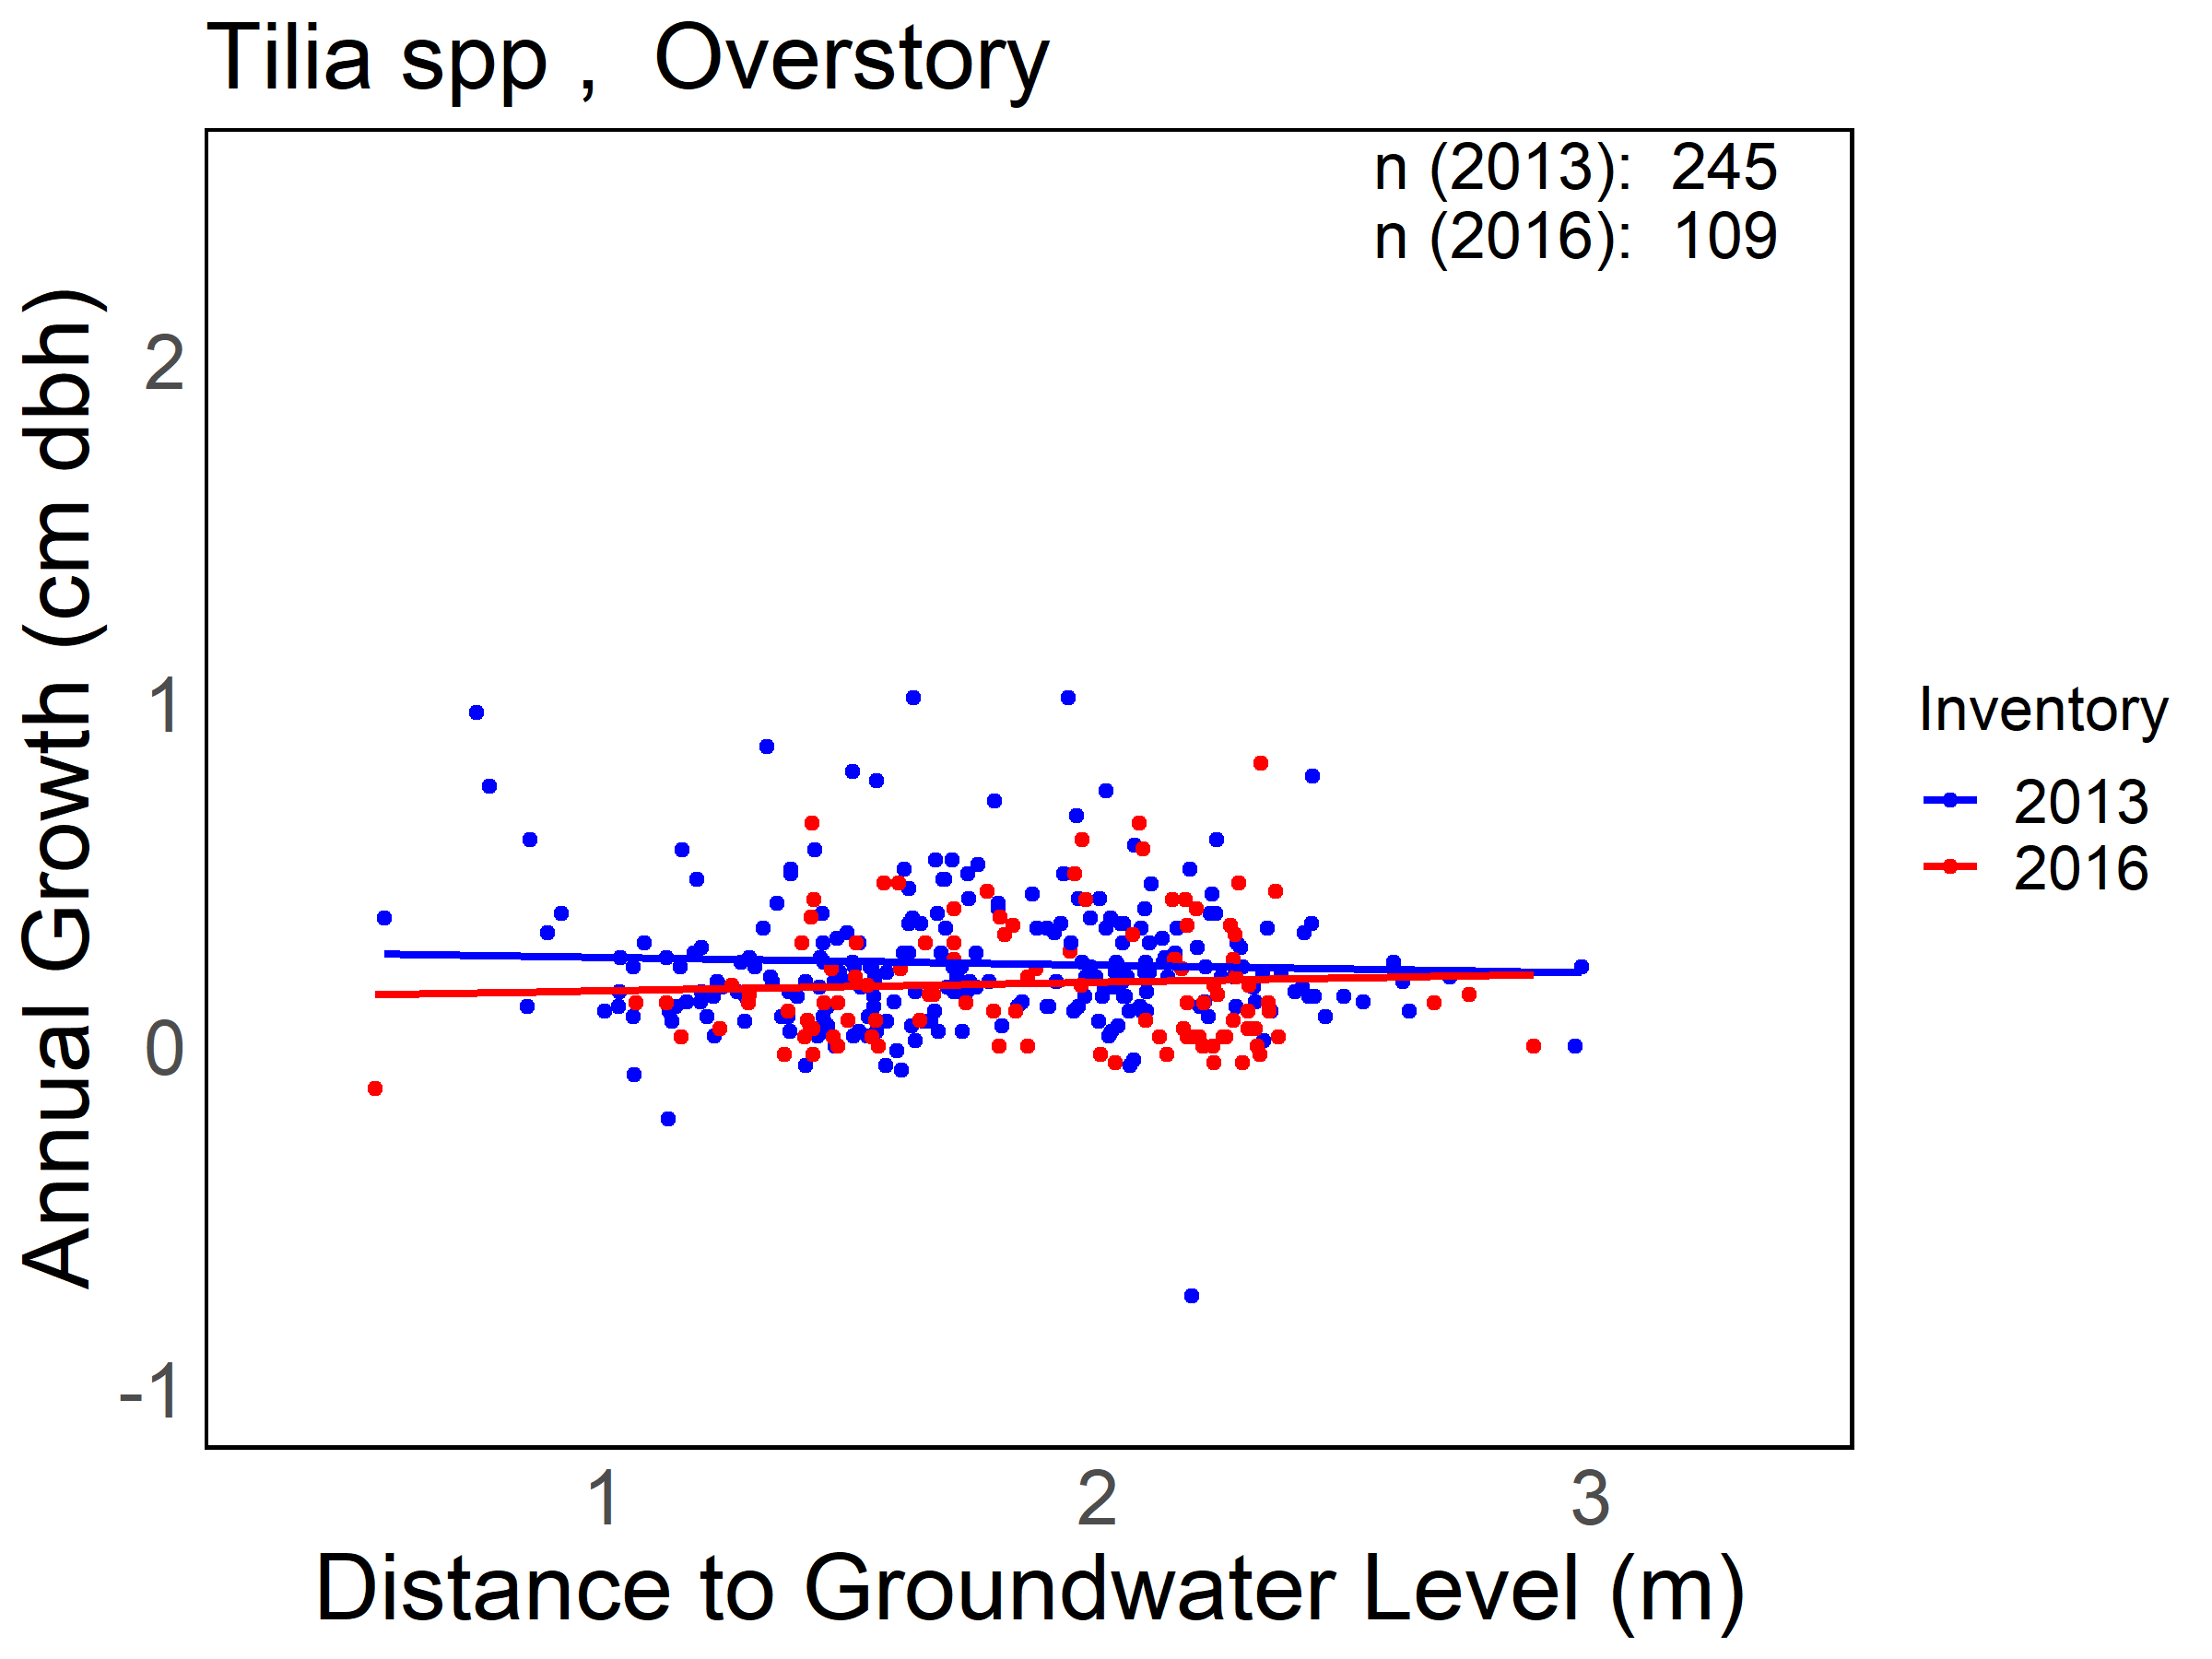 Tilia spp ,  Overstory
n (2013):  245
n (2016):  109
Annual Growth (cm dbh)
2
1
0
-1
1
2
3
Distance to Groundwater Level (m)
Inventory
2013
2016